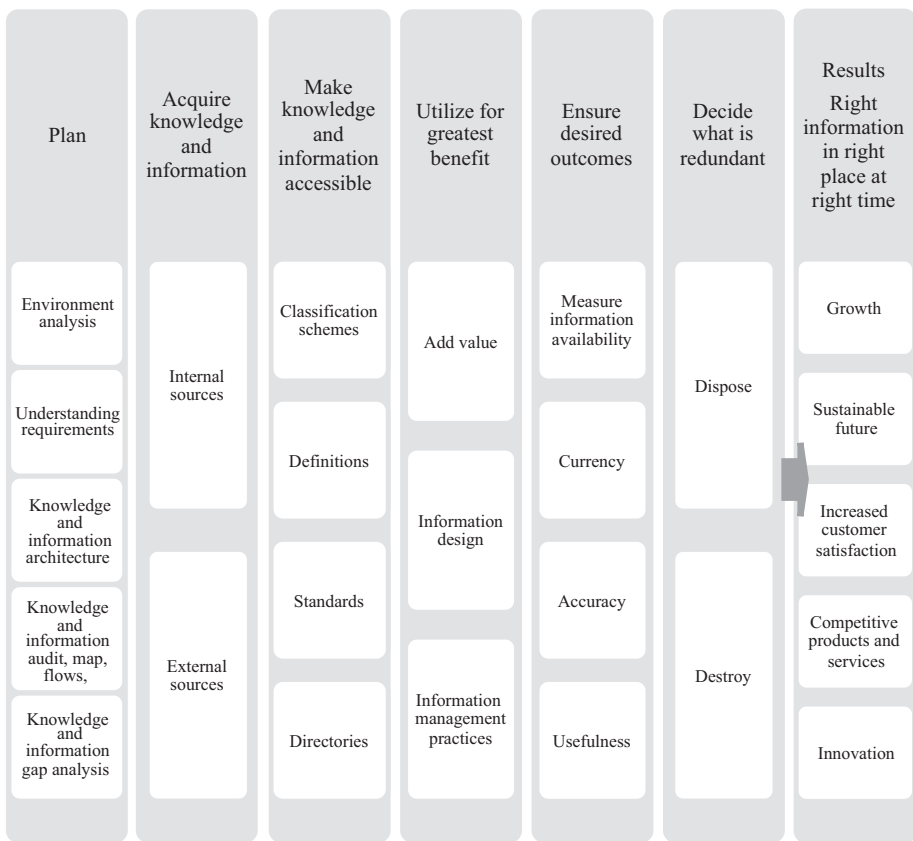 Plan
Environment
analysis
Understanding
requirements
Knowledge
and
information
architecture
Knowledge
and
information
audit, map,
flows,
Knowledge
and
information
gap analysis
Acquire
knowledge
and
information
Internal
sources
External
sources
Make
knowledge
and
information
accessible
Classification
schemes
Definitions
Standards
Directories
Utilize for
greatest
benefit
Add value
Information
design
Information
management
practices
Ensure
desired
outcomes
Measure
information
availability
Currency
Accuracy
Usefulness
Decide
what is
redundant
Dispose
Destroy
Results
Right
information
in right
place at
right time
Growth
Sustainable
future
Increased
customer
satisfaction
Competitive
products and
services
Innovation